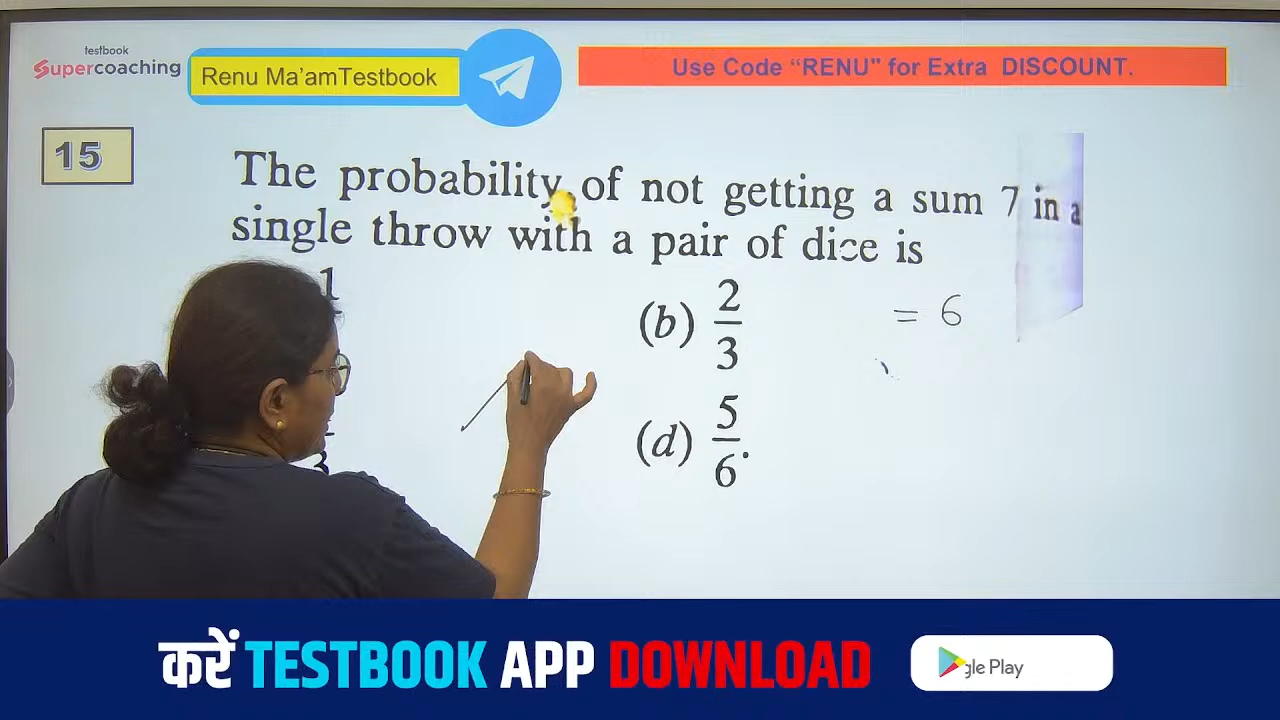 testbook
Supercoaching
Renu Ma'amTestbook
Use Code “RENU" for Extra DISCOUNT.
15
The probability of not getting a sum 7 in a
single throw with a pair of dice is
1
(b) 2/3
= 6
(d) 5/6.
3
करें TESTBOOK APP DOWNLOAD
gle Play